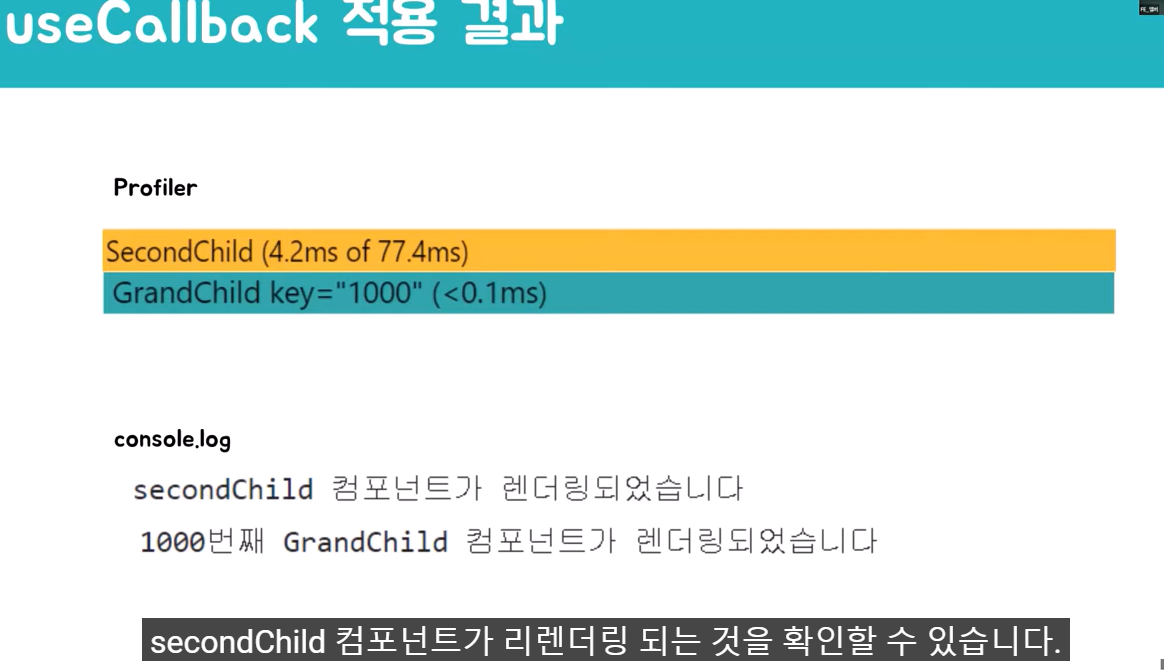 useCallback 적용 결과
Profiler
SecondChild (4.2ms of 77.4ms)
GrandChild key="1000" (<0.1ms)
console.log
secondChild 컴포넌트가 렌더링되었습니다
1000번째 GrandChild 컴포넌트가 렌더링되었습니다
secondChild 컴포넌트가 리렌더링 되는 것을 확인할 수 있습니다.